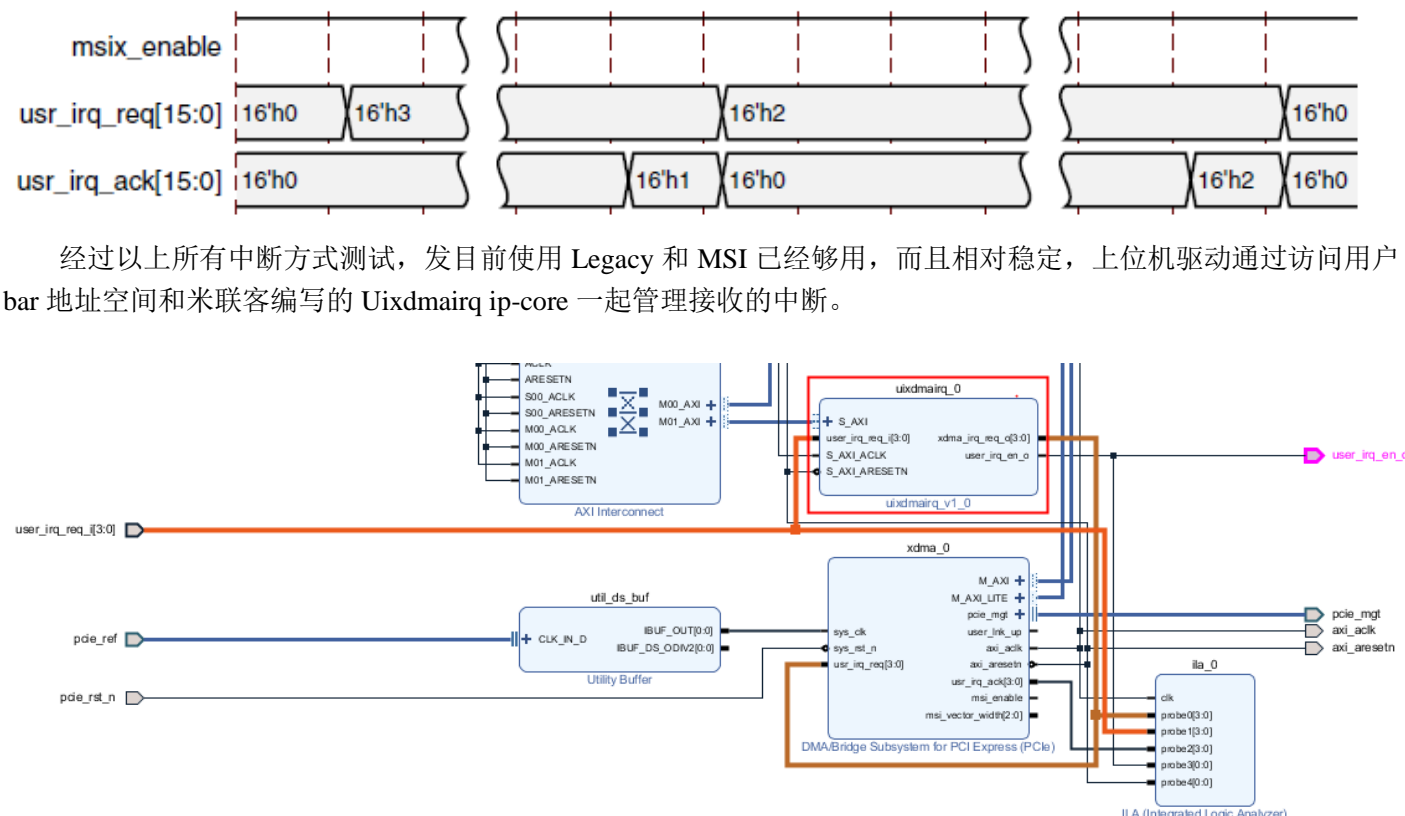 msix_enable
usr_irq_req[15:0] 16'h0 16'h3 16'h2 16'h0
usr_irq_ack[15:0] 16'h0 16'h1 16'h0 16'h2 16'h0
经过以上所有中断方式测试，发目前使用 Legacy 和 MSI 已经够用，而且相对稳定，上位机驱动通过访问用户
bar 地址空间和米联客编写的 Uixdmairq ip-core 一起管理接收的中断。
ARESETN
S00_ACLK
S00_ARESETN
M00_ACLK
M00_ARESETN
M01_ACLK
M01_ARESETN
M00_AXI
M01_AXI
AXI Interconnect
uixdmairq_0
S_AXI
user_irq_req_i[3:0]
S_AXI_ACLK
S_AXI_ARESETN
xdma_irq_req_o[3:0]
user_irq_en_o
uixdmairq_v1_0
user_irq_en_o
user_irq_req_i[3:0]
pcie_ref
pcie_rst_n
util_ds_buf
CLK_IN_D
IBUF_OUT[0:0]
IBUF_DS_ODIV2[0:0]
Utility Buffer
xdma_0
sys_clk
sys_rst_n
usr_irq_req[3:0]
M_AXI
M_AXI_LITE
pcie_mgt
user_lnk_up
axi_aclk
axi_aresetn
usr_irq_ack[3:0]
msi_enable
msi_vector_width[2:0]
DMA/Bridge Subsystem for PCI Express (PCIe)
pcie_mgt
axi_aclk
axi_aresetn
ila_0
clk
probe0[3:0]
probe1[3:0]
probe2[3:0]
probe3[0:0]
probe4[0:0]
ILA (Integrated Logic Analyzer)